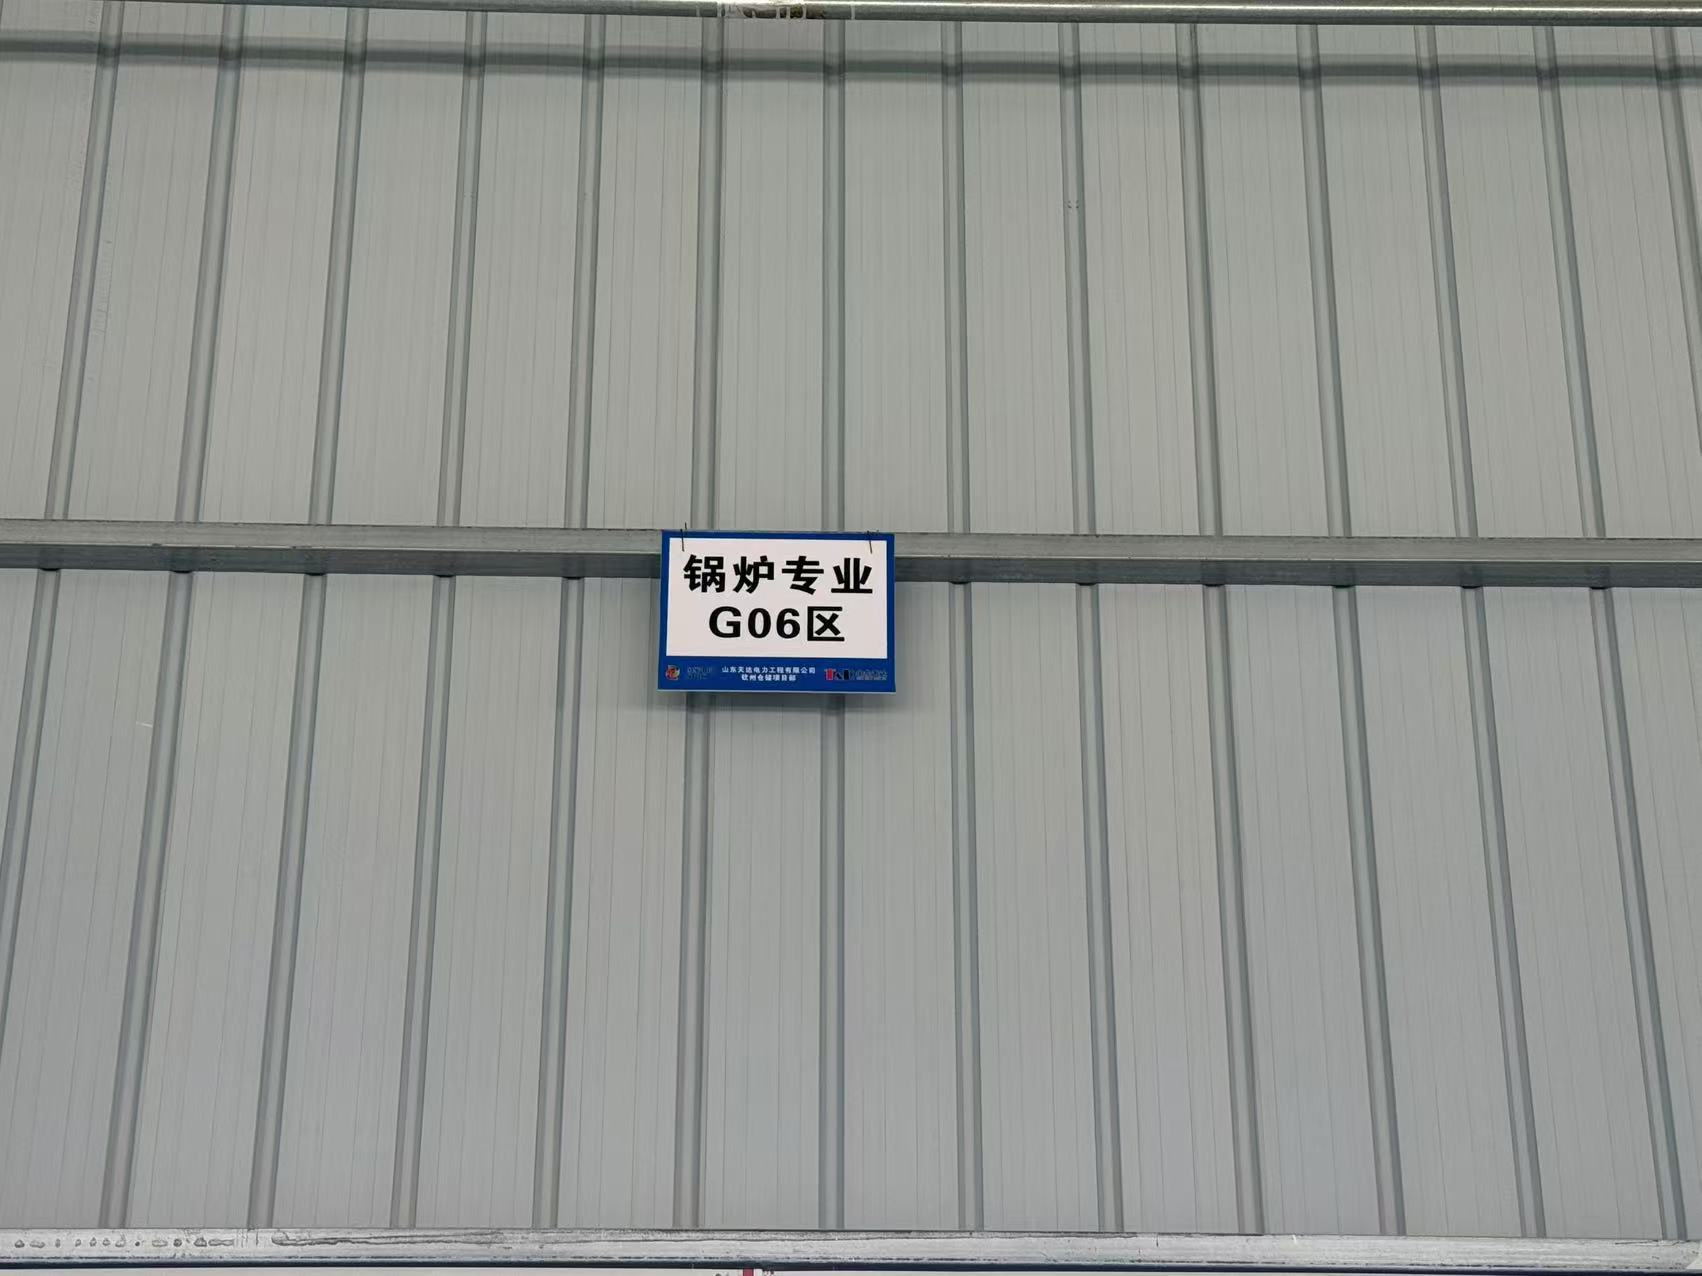 锅炉专业
G06区
山东天达电力工程有限公司
钦州仓储项目部